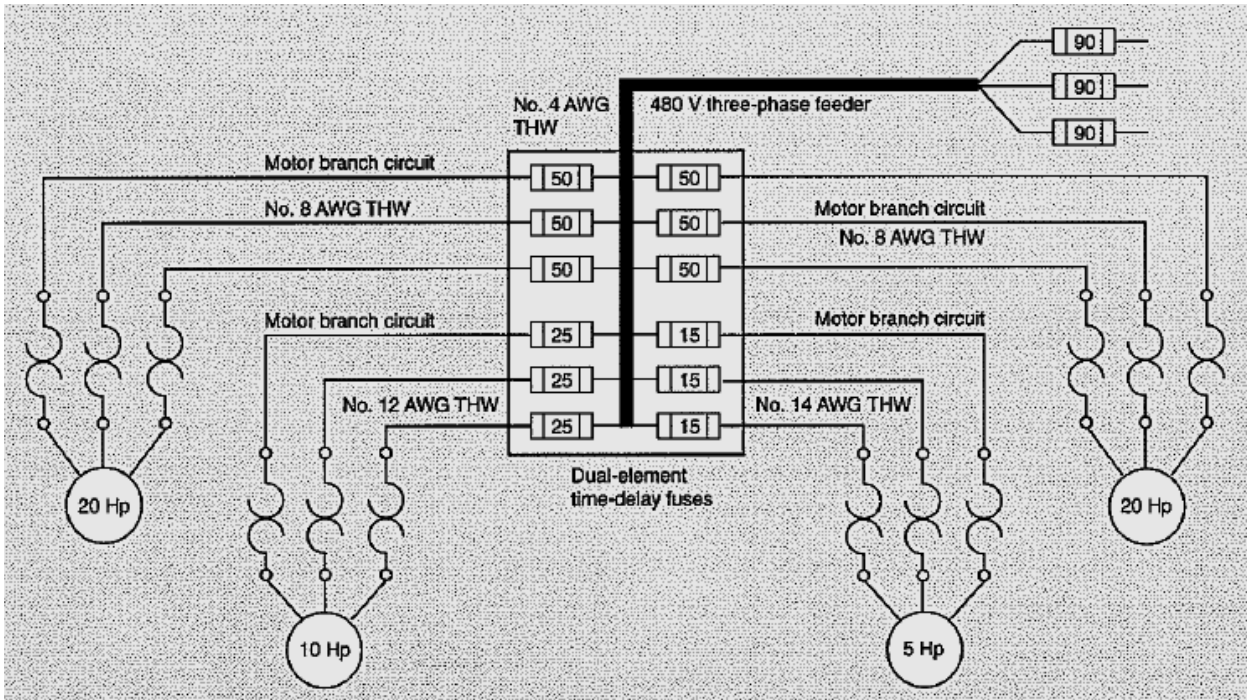 90
No. 4 AWG
THW
480 V three-phase feeder
90
90
Motor branch circuit
50
50
No. 8 AWG THW
50
50
Motor branch circuit
No. 8 AWG THW
50
50
Motor branch circuit
25
15
Motor branch circuit
25
15
No. 12 AWG THW
No. 14 AWG THW
25
15
Dual-element
time-delay fuses
20 Hp
20 Hp
10 Hp
5 Hp